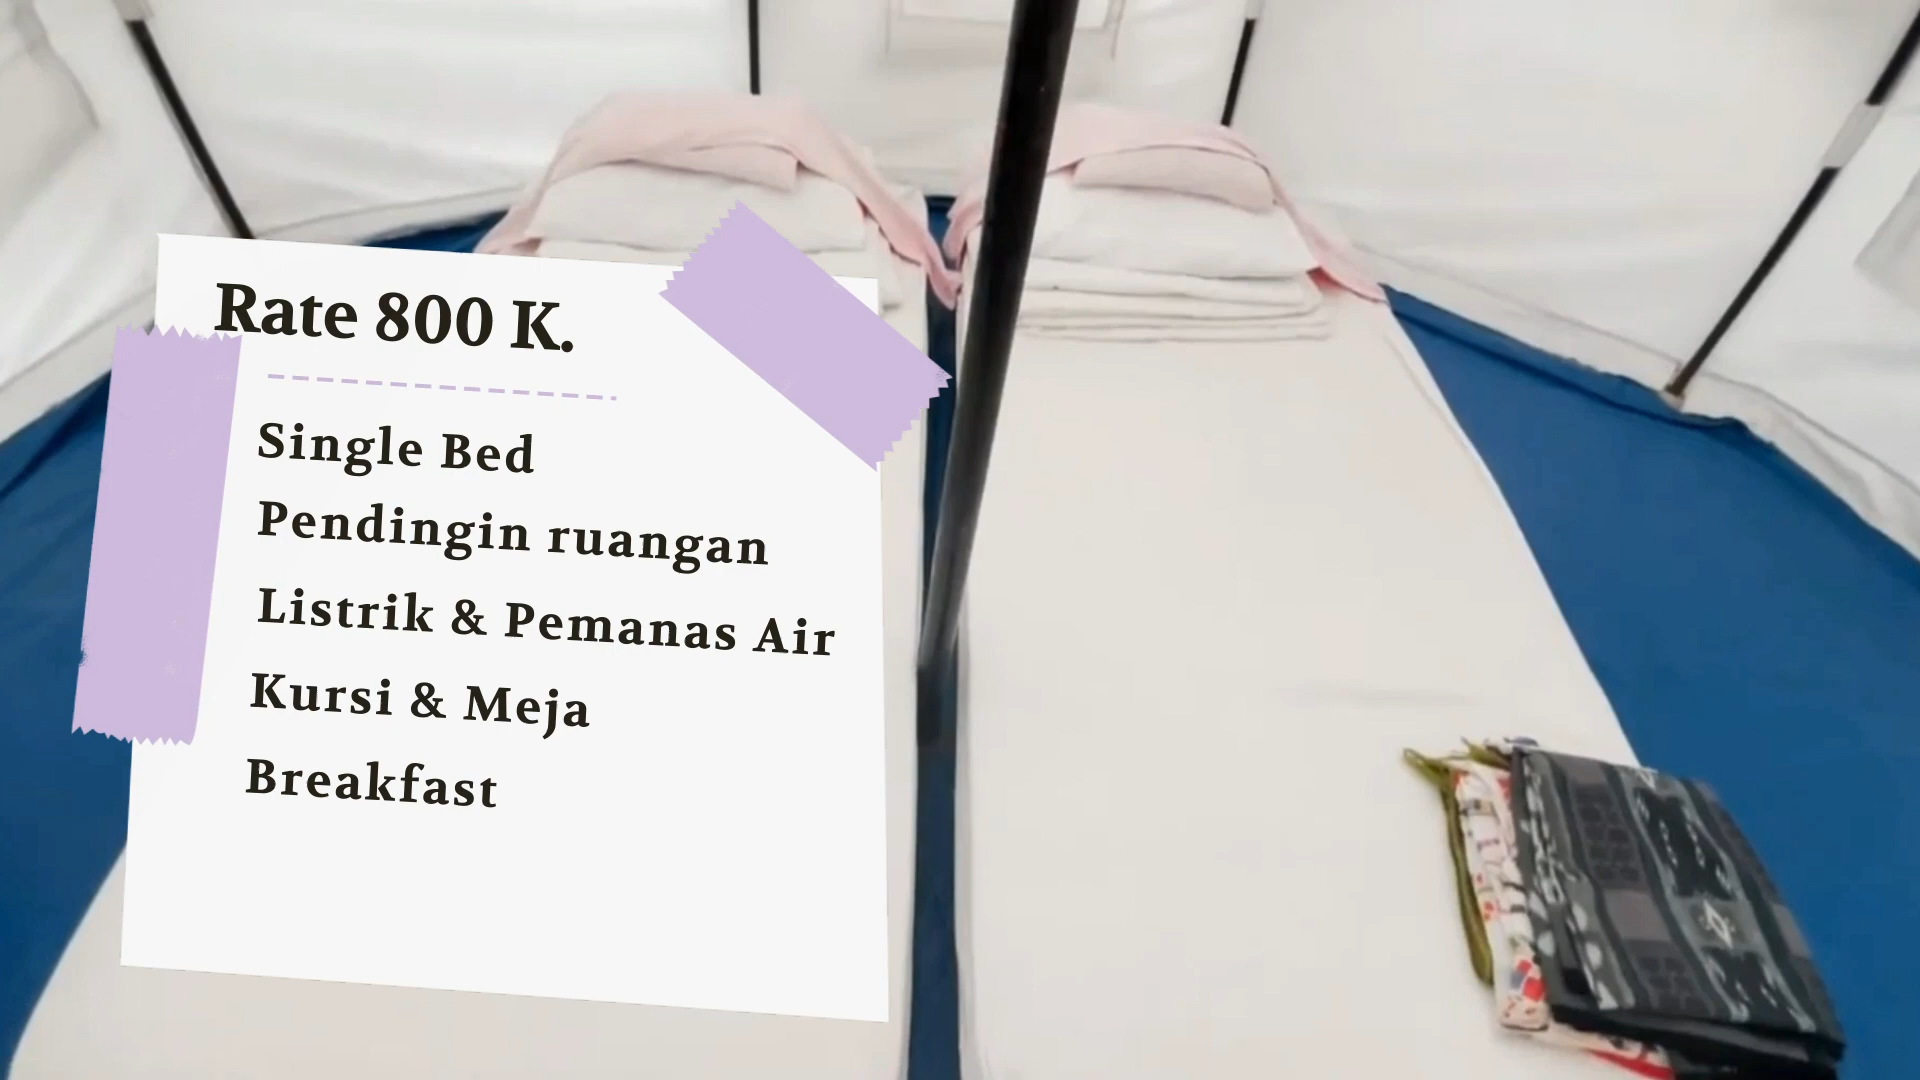 Rate 800 K.
Single Bed
Pendingin ruangan
Listrik & Pemanas Air
Kursi & Meja
Breakfast